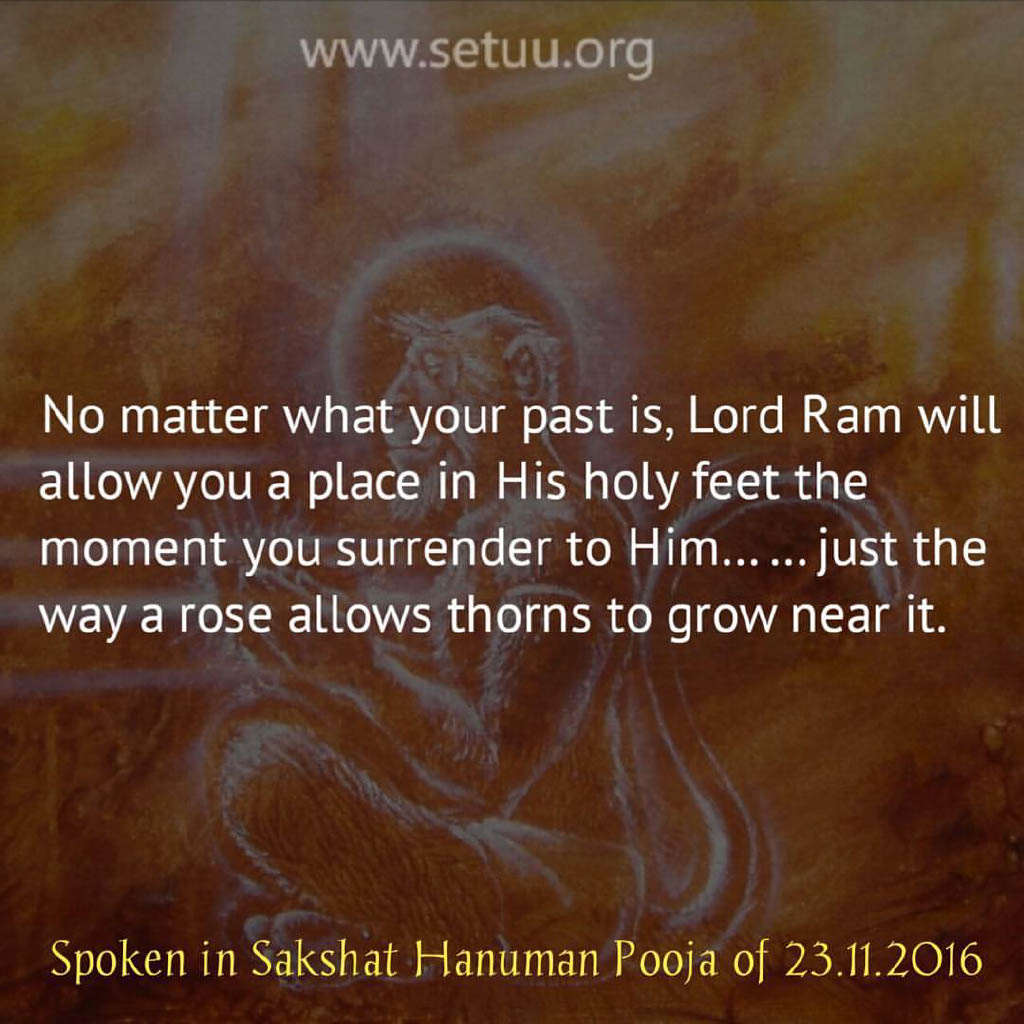 www.setuu.org
No matter what your past is, Lord Ram will
allow you a place in His holy feet the
moment you surrender to Him... ... just the
way a rose allows thorns to grow near it.
Spoken in Sakshat Hanuman Pooja of 23.11.2016